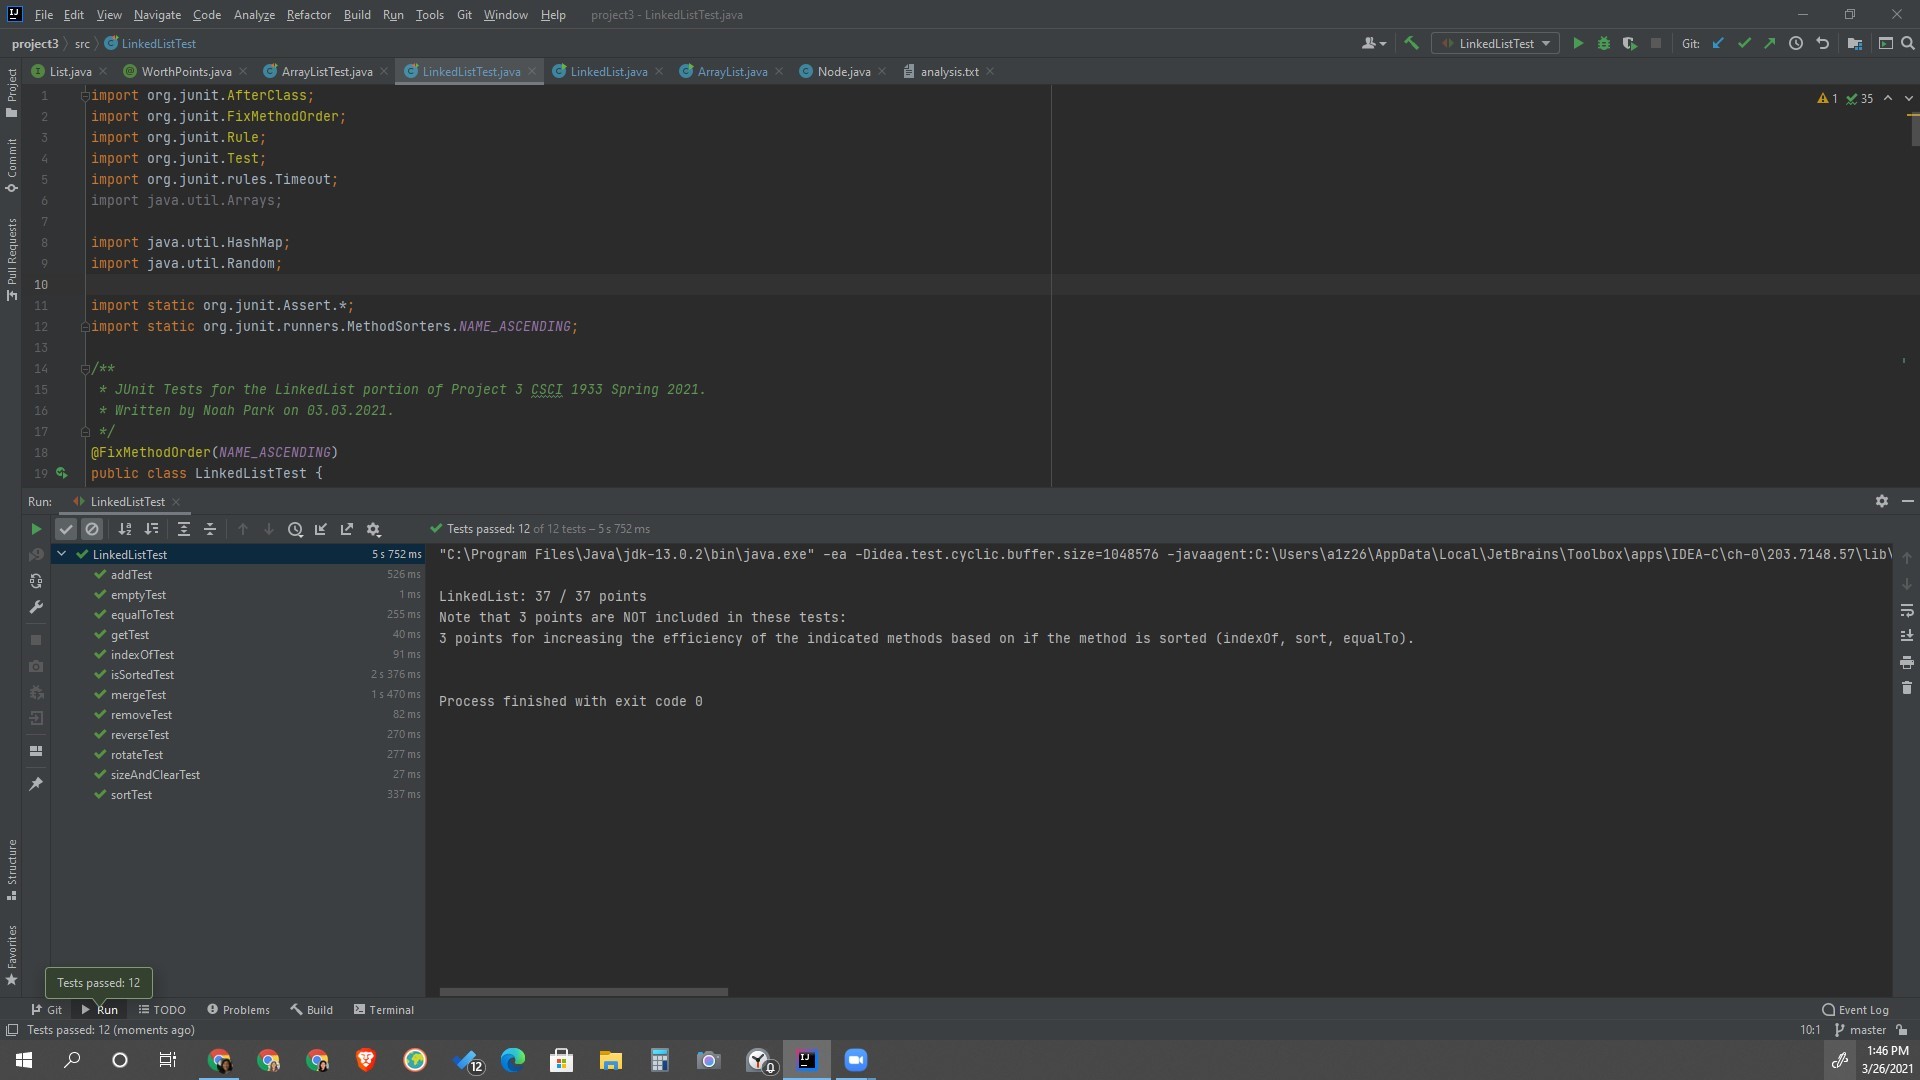 File Edit View Navigate Code Analyze Refactor Build Run Tools Git Window Help project3 - LinkedListTest.java
project3 src LinkedListTest LinkedListTest Git:
List.java WorthPoints.java ArrayListTest.java LinkedListTest.java LinkedList.java ArrayList.java Node.java analysis.txt
Project
Commit
Pull Requests
1 import org.junit.AfterClass;
2 import org.junit.FixMethodOrder;
3 import org.junit.Rule;
4 import org.junit.Test;
5 import org.junit.rules.Timeout;
6 import java.util.Arrays;
7
8 import java.util.HashMap;
9 import java.util.Random;
10
11 import static org.junit.Assert.*;
12 import static org.junit.runners.MethodSorters.NAME_ASCENDING;
13
14 /**
15 * JUnit Tests for the LinkedList portion of Project 3 CSCI 1933 Spring 2021.
16 * Written by Noah Park on 03.03.2021.
17 */
18 @FixMethodOrder(NAME_ASCENDING)
19 public class LinkedListTest {
1 35
Run: LinkedListTest
Tests passed: 12 of 12 tests – 5 s 752 ms
LinkedListTest 5 s 752 ms
addTest 526 ms
emptyTest 1 ms
equalToTest 255 ms
getTest 40 ms
indexOfTest 91 ms
isSortedTest 2 s 376 ms
mergeTest 1 s 470 ms
removeTest 82 ms
reverseTest 270 ms
rotateTest 277 ms
sizeAndClearTest 27 ms
sortTest 337 ms
"C:\Program Files\Java\jdk-13.0.2\bin\java.exe" -ea -Didea.test.cyclic.buffer.size=1048576 -javaagent:C:\Users\a1z26\AppData\Local\JetBrains\Toolbox\apps\IDEA-C\ch-0\203.7148.57\lib\
LinkedList: 37 / 37 points
Note that 3 points are NOT included in these tests:
3 points for increasing the efficiency of the indicated methods based on if the method is sorted (indexOf, sort, equalTo).
Process finished with exit code 0
Structure
Favorites
Tests passed: 12
Git Run TODO Problems Build Terminal Event Log
Tests passed: 12 (moments ago) 10:1 master
12
1:46 PM
3/26/2021